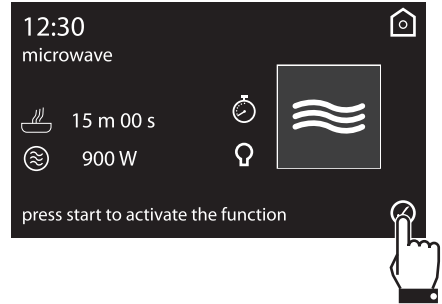 12:30
microwave
15 m 00 s
900 W
press start to activate the function